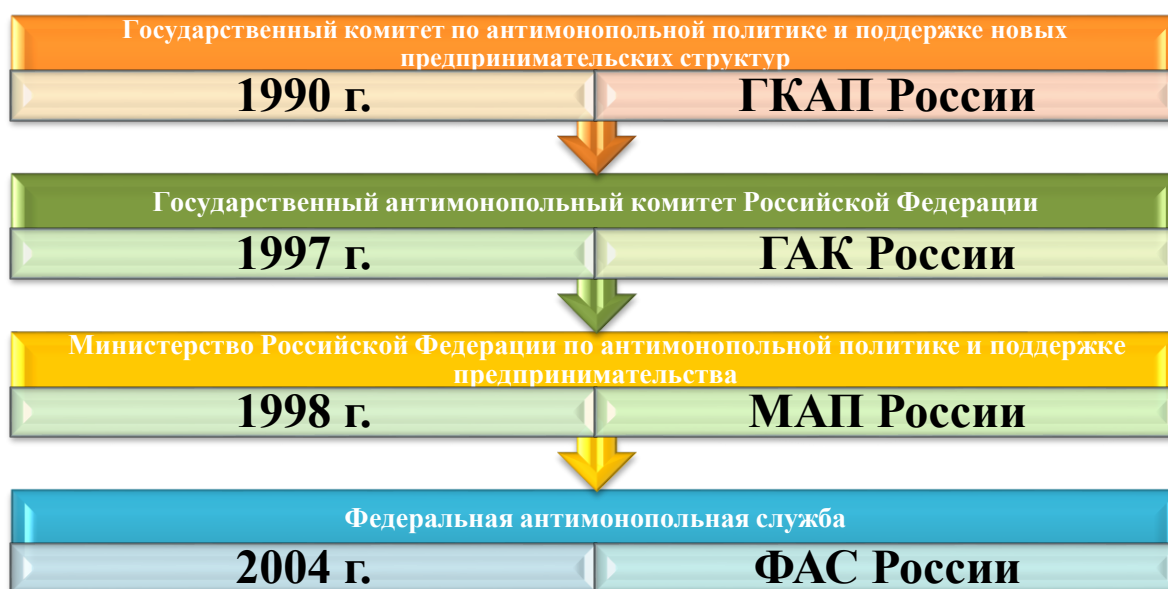 Государственный комитет по антимонопольной политике и поддержке новых
предпринимательских структур
1990 г.
ГКАП России
Государственный антимонопольный комитет Российской Федерации
1997 г.
ГАК России
Министерство Российской Федерации по антимонопольной политике и поддержке
предпринимательства
1998 г.
МАП России
Федеральная антимонопольная служба
2004 г.
ФАС России